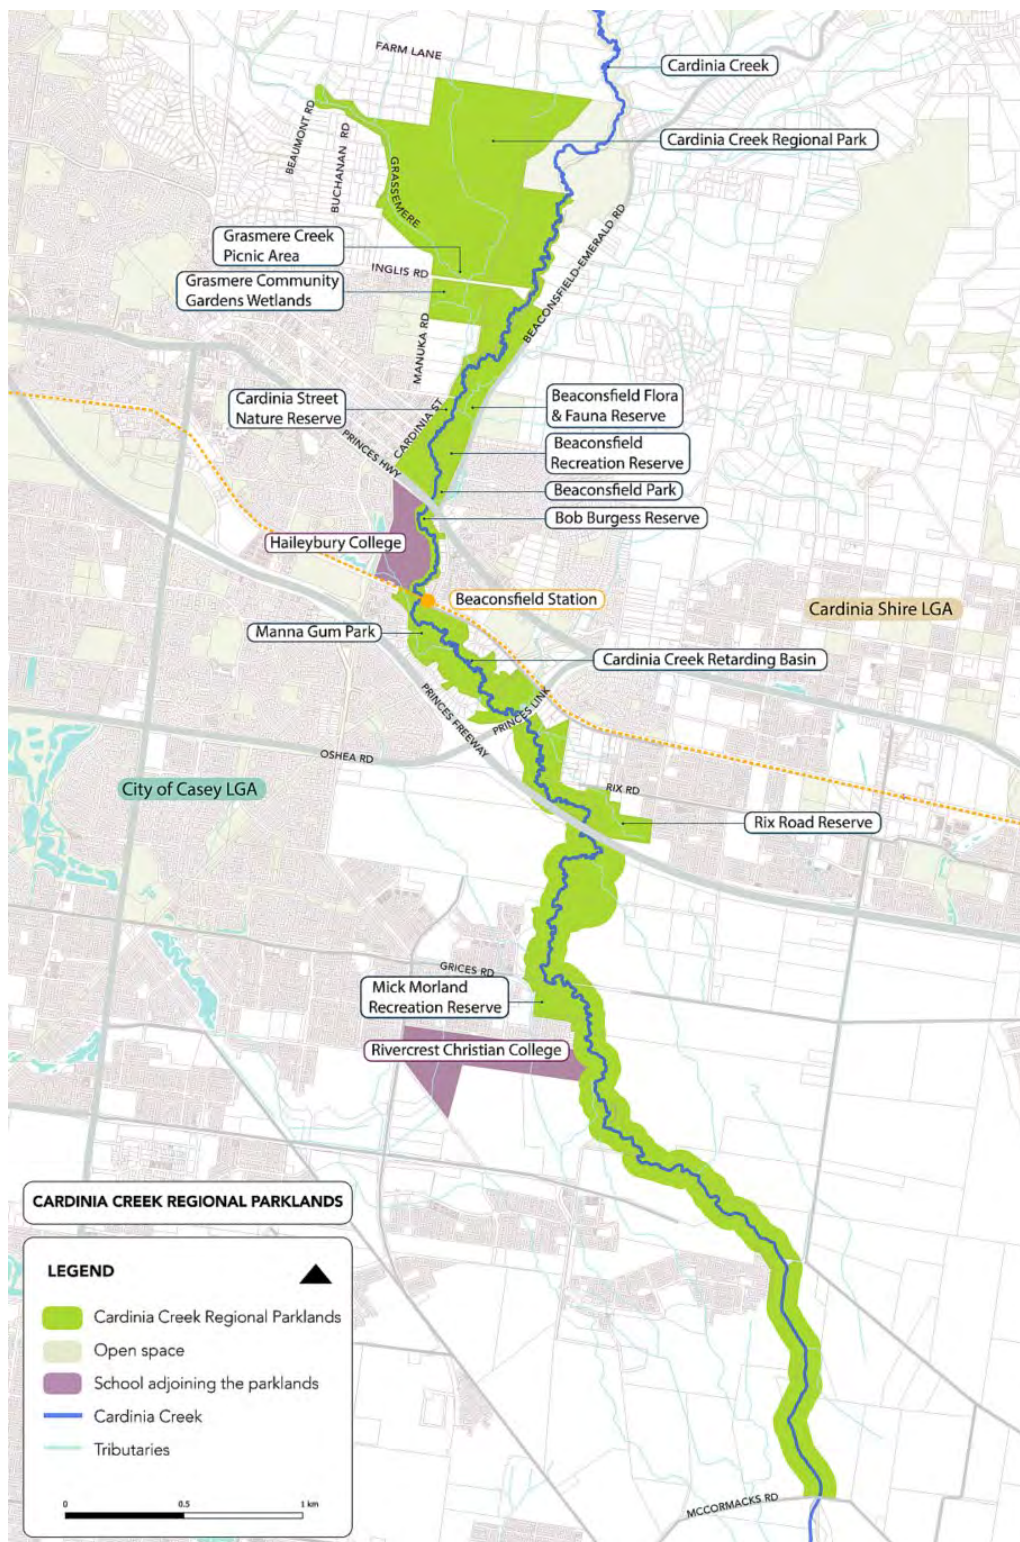 FARM LANE
Cardinia Creek
BEAUMONT RD
BUCHANAN RD
Cardinia Creek Regional Park
GRASSEMERE
BEACONSFIELD-EMERALD RD
Grasmere Creek
Picnic Area
INGLIS RD
Grasmere Community
Gardens Wetlands
MANUKA RD
Cardinia Street
Nature Reserve
CARDINIA ST
Beaconsfield Flora
& Fauna Reserve
PRINCES HWY
Beaconsfield
Recreation Reserve
Beaconsfield Park
Bob Burgess Reserve
Haileybury College
Beaconsfield Station
Cardinia Shire LGA
Manna Gum Park
Cardinia Creek Retarding Basin
PRINCES FREEWAY
PRINCES LINK
OSHEA RD
City of Casey LGA
RIX RD
Rix Road Reserve
GRICES RD
Mick Morland
Recreation Reserve
Rivercrest Christian College
CARDINIA CREEK REGIONAL PARKLANDS
LEGEND
Cardinia Creek Regional Parklands
Open space
School adjoining the parklands
Cardinia Creek
Tributaries
0 0.5 1 km
MCCORMACKS RD